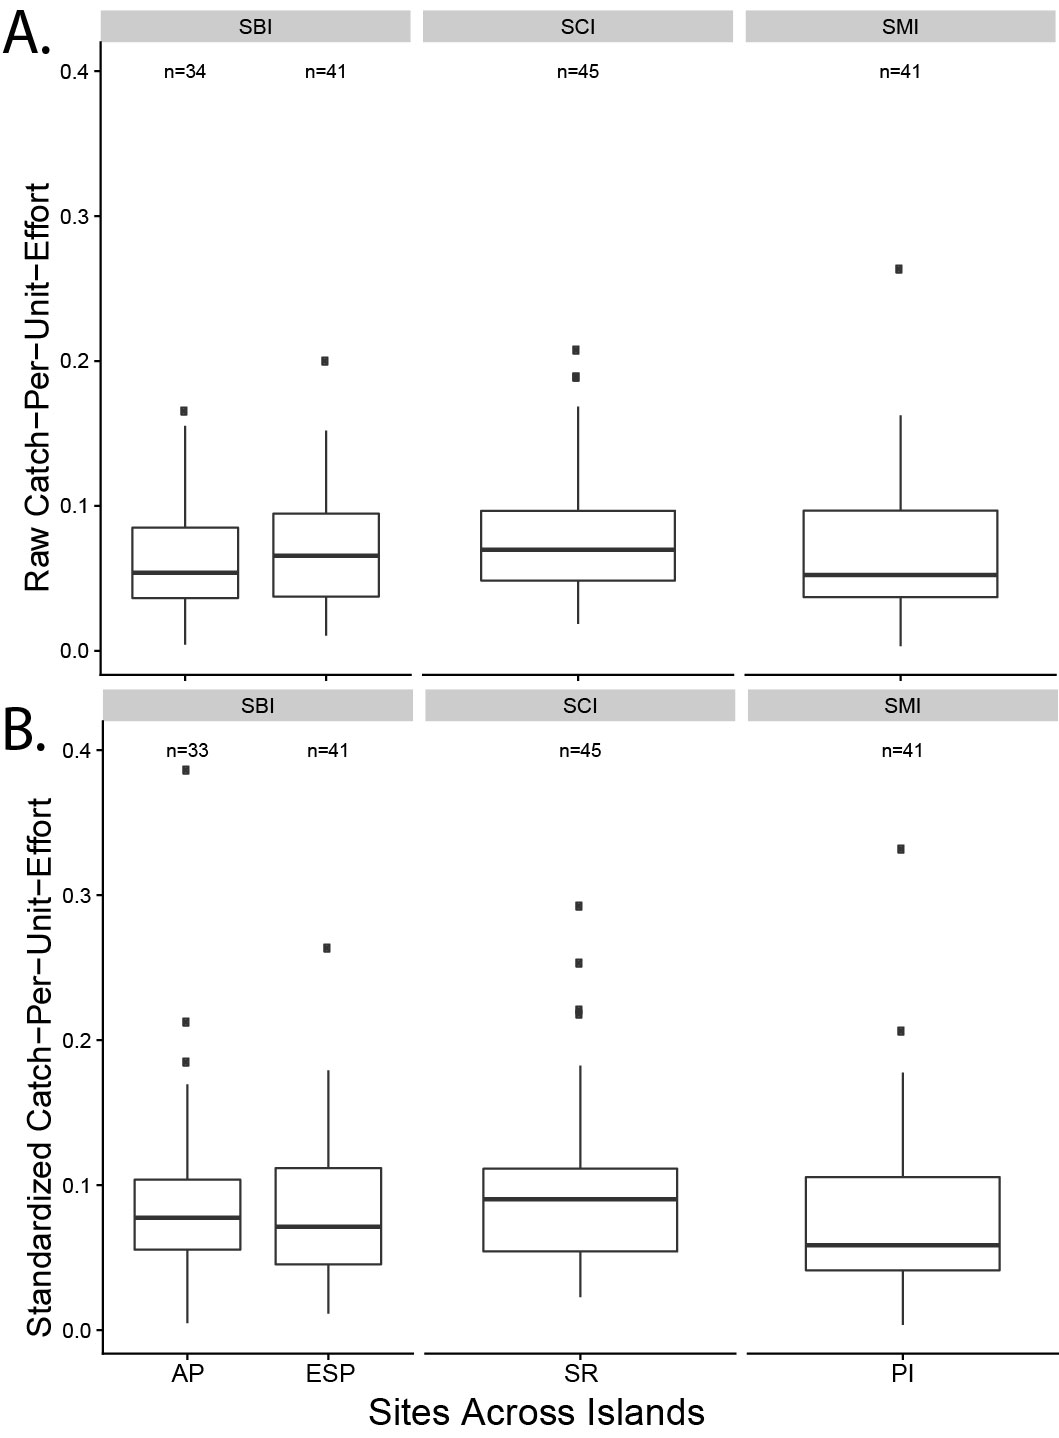 A.
SBI SCI SMI
n=34 n=41 n=45 n=41
0.4
0.3
0.2
0.1
0.0
Raw Catch−Per−Unit−Effort
B.
SBI SCI SMI
n=33 n=41 n=45 n=41
0.4
0.3
0.2
0.1
0.0
Standardized Catch−Per−Unit−Effort
AP ESP SR PI
Sites Across Islands